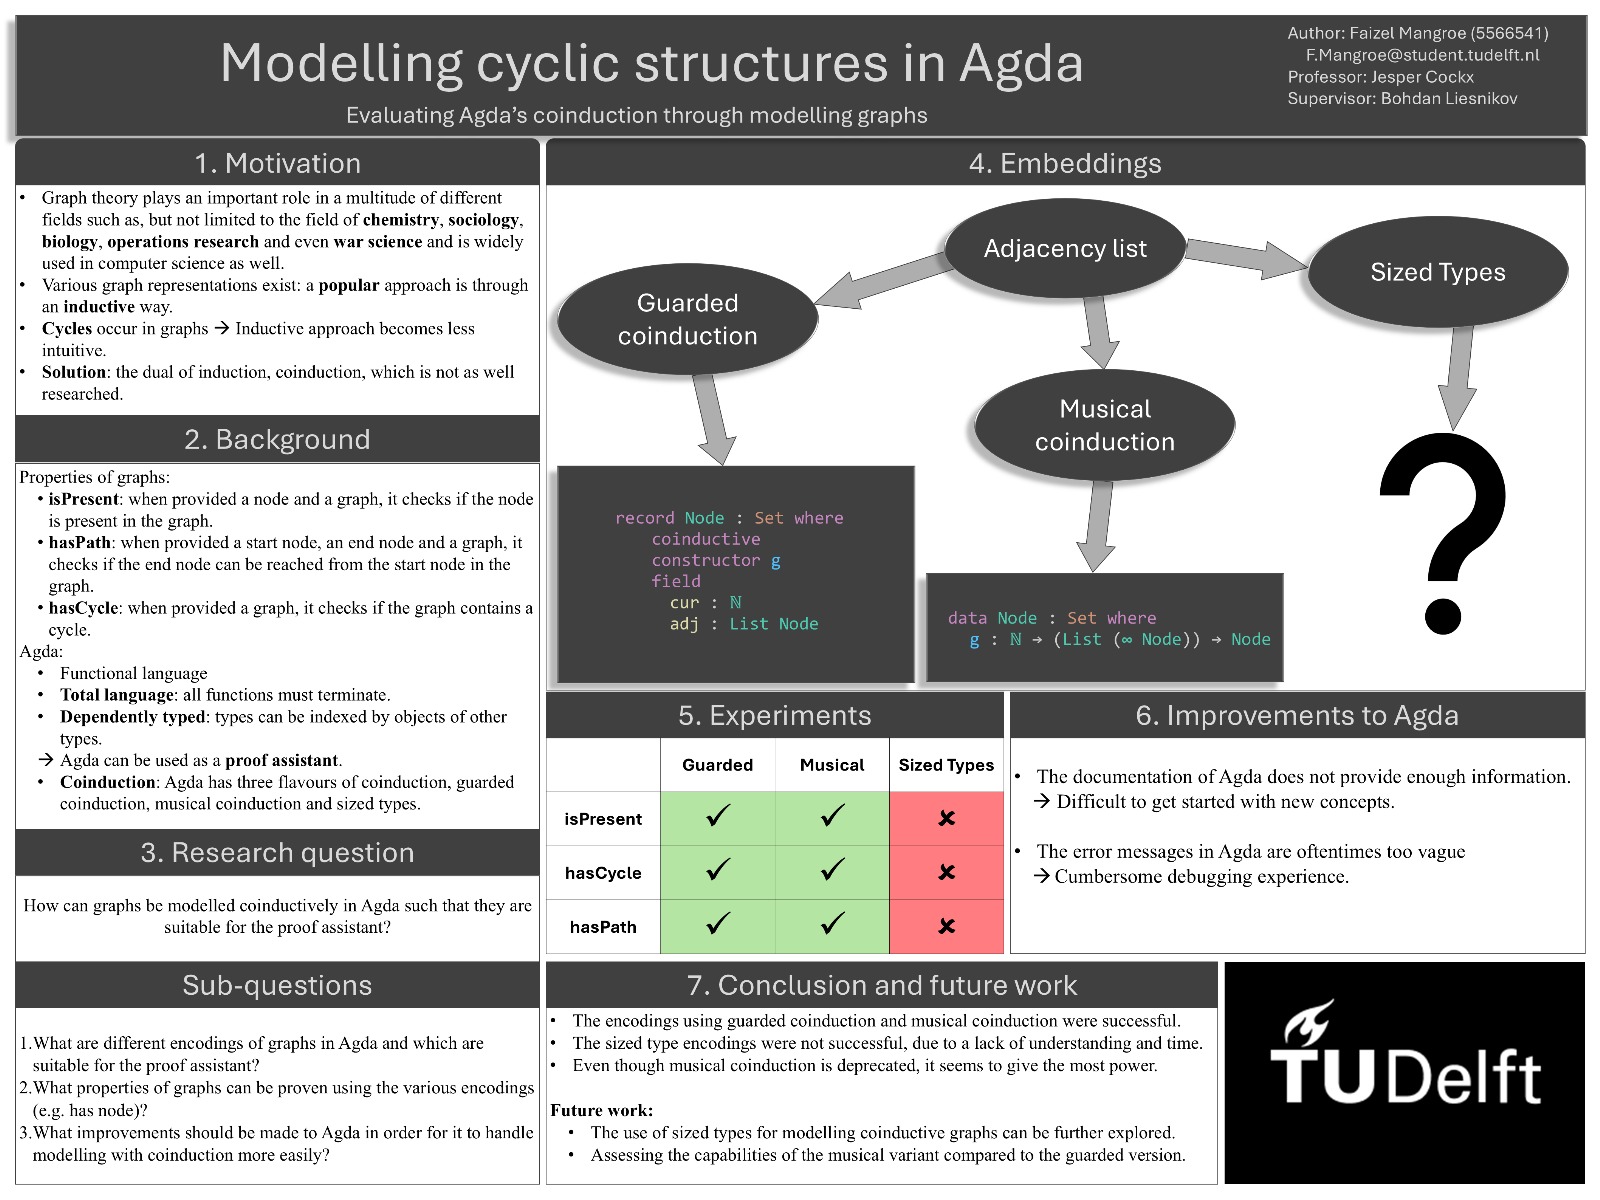 Modelling cyclic structures in Agda
Evaluating Agda's coinduction through modelling graphs
Author: Faizel Mangroe (5566541)
F.Mangroe@student.tudelft.nl
Professor: Jesper Cockx
Supervisor: Bohdan Liesnikov
1. Motivation
• Graph theory plays an important role in a multitude of different
fields such as, but not limited to the field of chemistry, sociology,
biology, operations research and even war science and is widely
used in computer science as well.
• Various graph representations exist: a popular approach is through
an inductive way.
• Cycles occur in graphs → Inductive approach becomes less
intuitive.
• Solution: the dual of induction, coinduction, which is not as well
researched.
2. Background
Properties of graphs:
• isPresent: when provided a node and a graph, it checks if the node
is present in the graph.
• hasPath: when provided a start node, an end node and a graph, it
checks if the end node can be reached from the start node in the
graph.
• hasCycle: when provided a graph, it checks if the graph contains a
cycle.
Agda:
• Functional language
• Total language: all functions must terminate.
• Dependently typed: types can be indexed by objects of other
types.
→ Agda can be used as a proof assistant.
• Coinduction: Agda has three flavours of coinduction, guarded
coinduction, musical coinduction and sized types.
3. Research question
How can graphs be modelled coinductively in Agda such that they are
suitable for the proof assistant?
Sub-questions
1.What are different encodings of graphs in Agda and which are
suitable for the proof assistant?
2.What properties of graphs can be proven using the various encodings
(e.g. has node)?
3.What improvements should be made to Agda in order for it to handle
modelling with coinduction more easily?
4. Embeddings
Adjacency list
Guarded
coinduction
Sized Types
Musical
coinduction
?
record Node : Set where
coinductive
constructor g
field
cur : ℕ
adj : List Node
data Node : Set where
g : ℕ → (List (∞ Node)) → Node
5. Experiments
Guarded Musical Sized Types
isPresent ✓ ✓ ✘
hasCycle ✓ ✓ ✘
hasPath ✓ ✓ ✘
6. Improvements to Agda
• The documentation of Agda does not provide enough information.
→ Difficult to get started with new concepts.
• The error messages in Agda are oftentimes too vague
→ Cumbersome debugging experience.
7. Conclusion and future work
• The encodings using guarded coinduction and musical coinduction were successful.
• The sized type encodings were not successful, due to a lack of understanding and time.
• Even though musical coinduction is deprecated, it seems to give the most power.
Future work:
• The use of sized types for modelling coinductive graphs can be further explored.
• Assessing the capabilities of the musical variant compared to the guarded version.
TUDelft